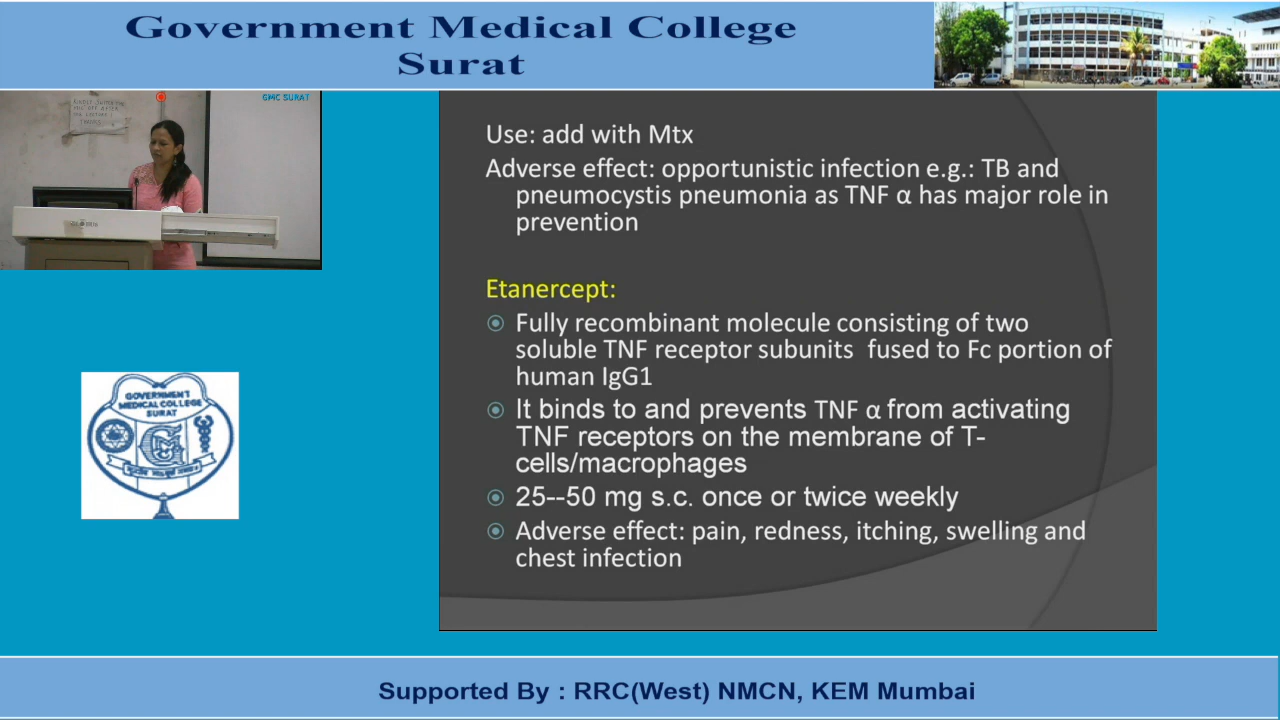 Government Medical College
Surat
GMC SURAT
Use: add with Mtx
Adverse effect: opportunistic infection e.g.: TB and
pneumocystis pneumonia as TNF α has major role in
prevention
Etanercept:
Fully recombinant molecule consisting of two
soluble TNF receptor subunits fused to Fc portion of
human IgG1
It binds to and prevents TNF α from activating
TNF receptors on the membrane of T-
cells/macrophages
25--50 mg s.c. once or twice weekly
Adverse effect: pain, redness, itching, swelling and
chest infection
GOVERNMENT
MEDICAL COLLEGE
SURAT
Supported By : RRC(West) NMCN, KEM Mumbai